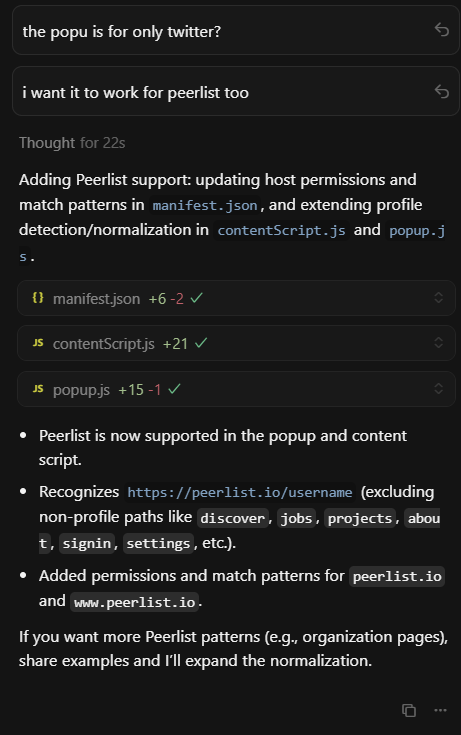 the popu is for only twitter?
i want it to work for peerlist too
Thought for 22s
Adding Peerlist support: updating host permissions and
match patterns in manifest.json, and extending profile
detection/normalization in contentScript.js and popup.j
s.
{} manifest.json +6 -2
JS contentScript.js +21
JS popup.js +15 -1
• Peerlist is now supported in the popup and content
script.
• Recognizes https://peerlist.io/username (excluding
non-profile paths like discover, jobs, projects, abou
t, signin, settings, etc.).
• Added permissions and match patterns for peerlist.io
and www.peerlist.io.
If you want more Peerlist patterns (e.g., organization pages),
share examples and I'll expand the normalization.